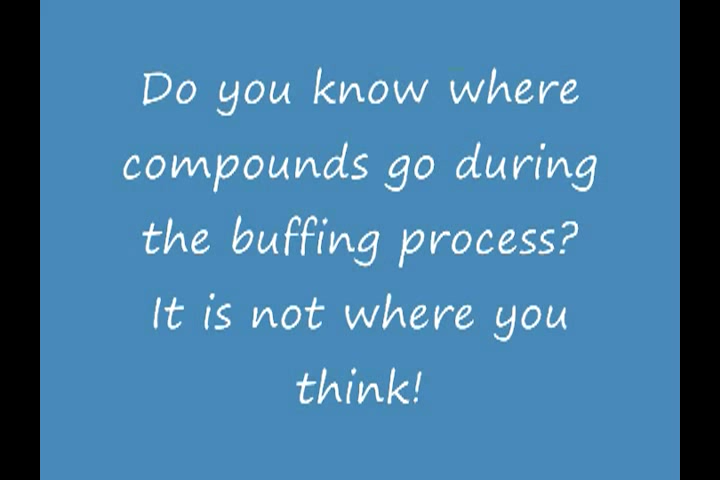 Do you know where
compounds go during
the buffing process?
It is not where you
think!